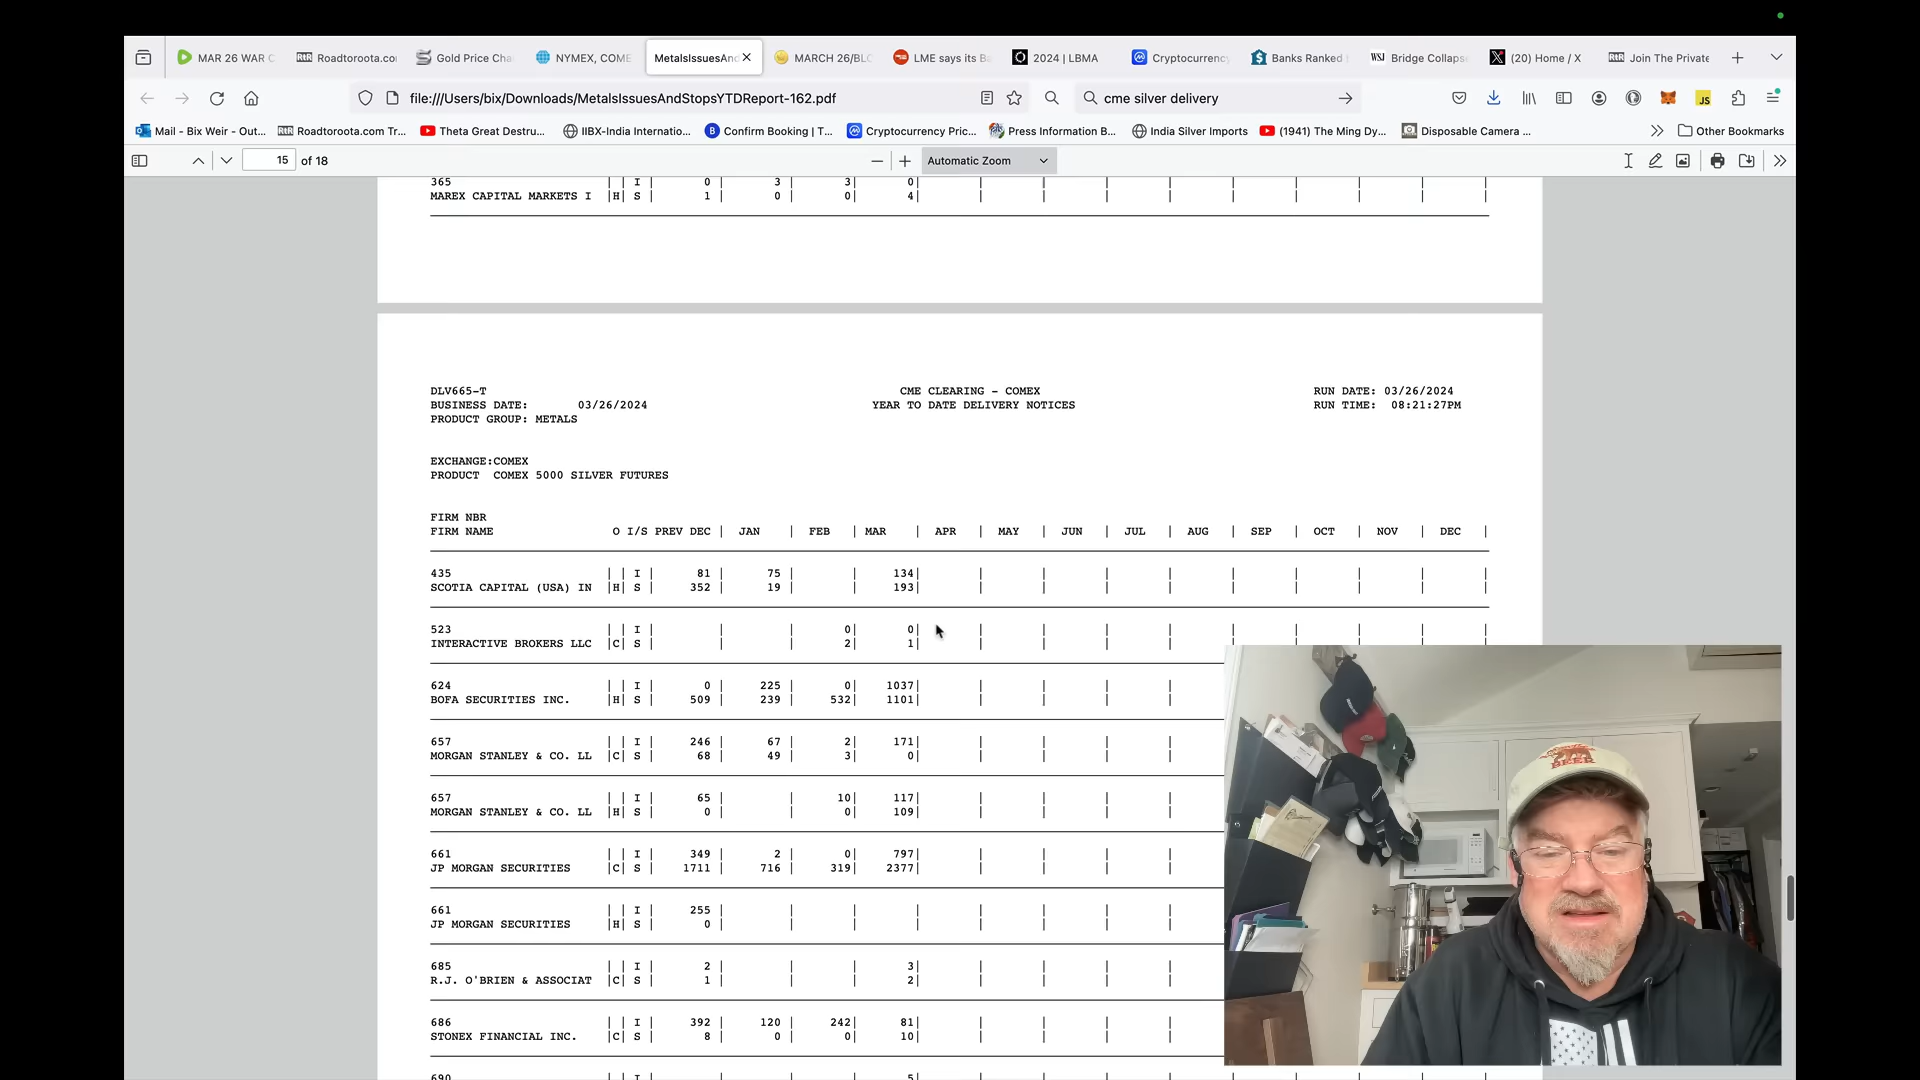 MAR 26 WAR C
Roadtoroota.co
Gold Price Cha
NYMEX, COME
MetalsIssuesAn
MARCH 26/BLO
LME says its Ba
2024 | LBMA
Cryptocurrency
Banks Ranked
Bridge Collaps
(20) Home / X
Join The Private
file:///Users/bix/Downloads/MetalsIssuesAndStopsYTDReport-162.pdf
cme silver delivery
Mail - Bix Weir - Out...
Roadtoroota.com Tr...
Theta Great Destru...
IIBX-India Internatio...
Confirm Booking | T...
Cryptocurrency Pric...
Press Information B...
India Silver Imports
(1941) The Ming Dy...
Disposable Camera ...
Other Bookmarks
15 of 18
Automatic Zoom
365 | | I | 0 | 3 | 3| 0|
MAREX CAPITAL MARKETS I |H| S | 1 | 0 | 0| 4|
DLV665-T CME CLEARING - COMEX RUN DATE: 03/26/2024
BUSINESS DATE: 03/26/2024 YEAR TO DATE DELIVERY NOTICES RUN TIME: 08:21:27PM
PRODUCT GROUP: METALS
EXCHANGE:COMEX
PRODUCT COMEX 5000 SILVER FUTURES
FIRM NBR
FIRM NAME O I/S PREV DEC | JAN | FEB | MAR | APR | MAY | JUN | JUL | AUG | SEP | OCT | NOV | DEC |
435 | | I | 81 | 75 | | 134|
SCOTIA CAPITAL (USA) IN |H| S | 352 | 19 | | 193|
523 | | I | | | 0| 0|
INTERACTIVE BROKERS LLC |C| S | | | 2| 1|
624 | | I | 0 | 225 | 0| 1037|
BOFA SECURITIES INC. |H| S | 509 | 239 | 532| 1101|
657 | | I | 246 | 67 | 2| 171|
MORGAN STANLEY & CO. LL |C| S | 68 | 49 | 3| 0|
657 | | I | 65 | | 10| 117|
MORGAN STANLEY & CO. LL |H| S | 0 | | 0| 109|
661 | | I | 349 | 2 | 0| 797|
JP MORGAN SECURITIES |C| S | 1711 | 716 | 319| 2377|
661 | | I | 255 |
JP MORGAN SECURITIES |H| S | 0 |
685 | | I | 2 | | | 3|
R.J. O'BRIEN & ASSOCIAT |C| S | 1 | | | 2|
686 | | I | 392 | 120 | 242| 81|
STONEX FINANCIAL INC. |C| S | 8 | 0 | 0| 10|
690 | | I | 5|
BEER